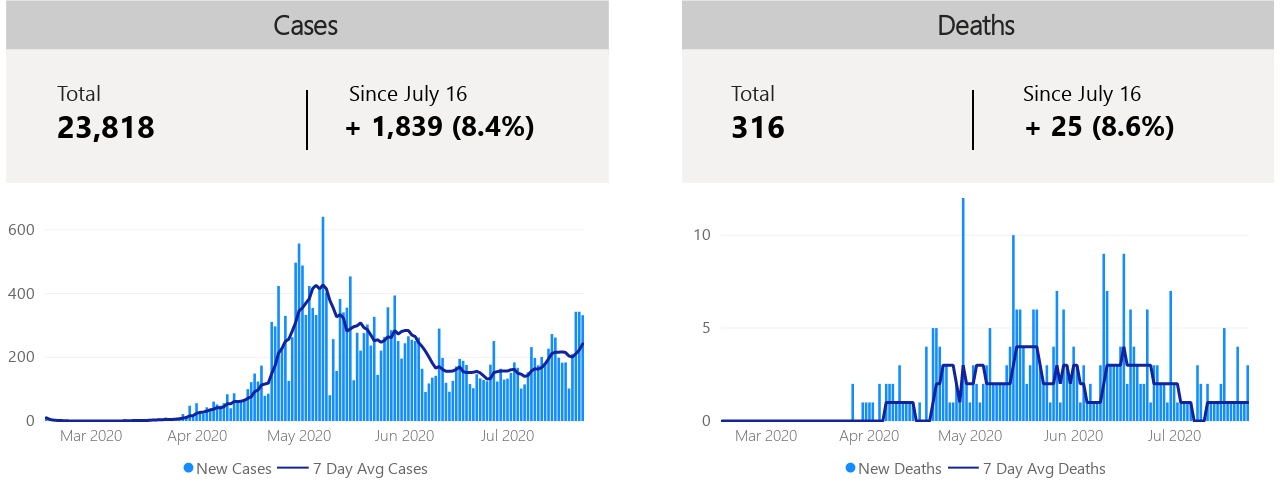 Cases
Total
Since July 16
23,818
+ 1,839 (8.4%)
600
400
200
0
Mar 2020 Apr 2020 May 2020 Jun 2020 Jul 2020
New Cases 7 Day Avg Cases
Deaths
Total
Since July 16
316
+ 25 (8.6%)
10
5
0
Mar 2020 Apr 2020 May 2020 Jun 2020 Jul 2020
New Deaths 7 Day Avg Deaths